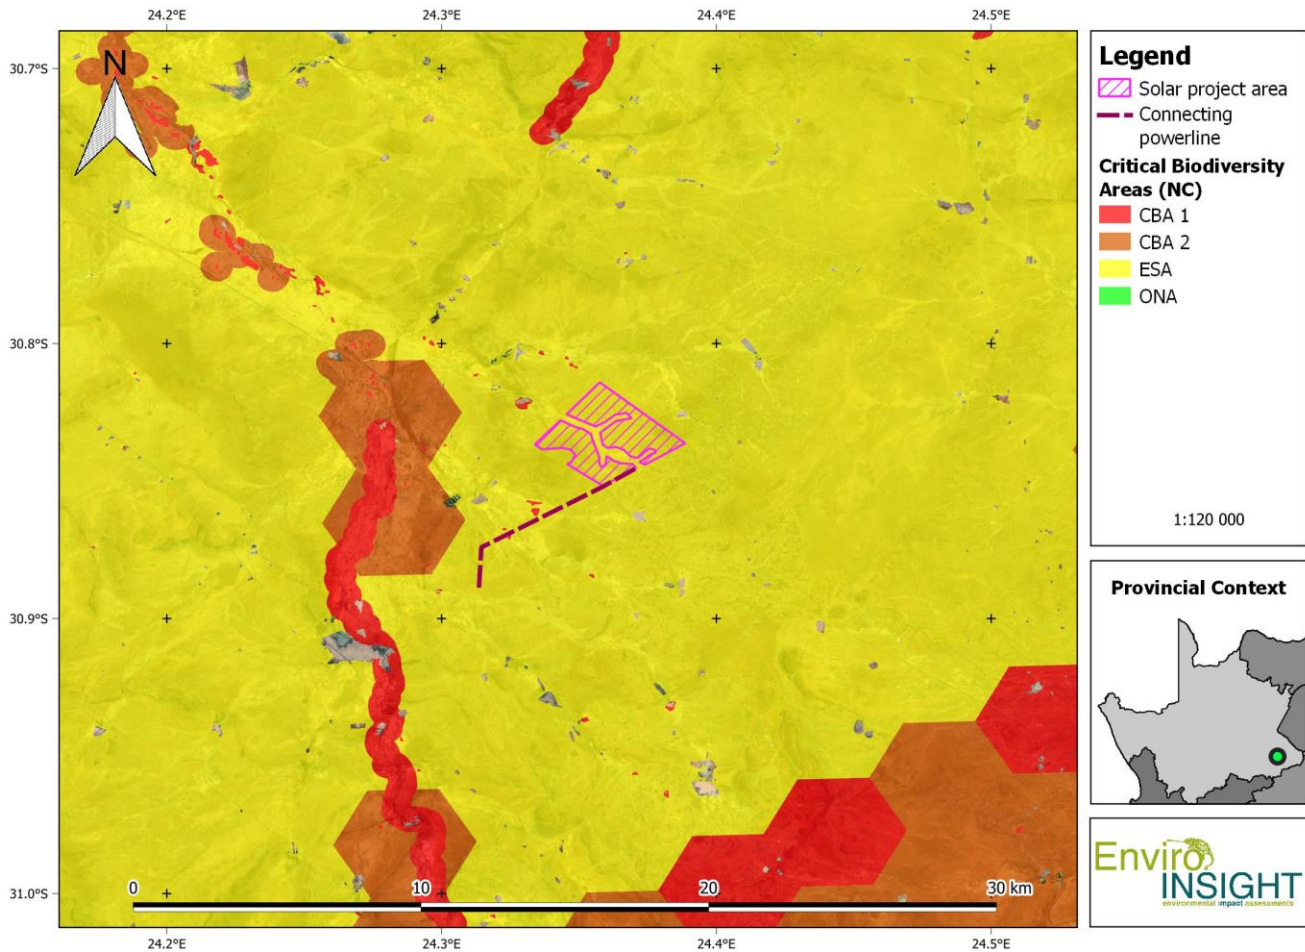 24.2°E 24.3°E 24.4°E 24.5°E
30.7°S
N
30.8°S
30.9°S
31.0°S
0 10 20 30 km
24.2°E 24.3°E 24.4°E 24.5°E
Legend
Solar project area
Connecting
powerline
Critical Biodiversity
Areas (NC)
CBA 1
CBA 2
ESA
ONA
1:120 000
Provincial Context
Enviro
INSIGHT
environmental impact assessments